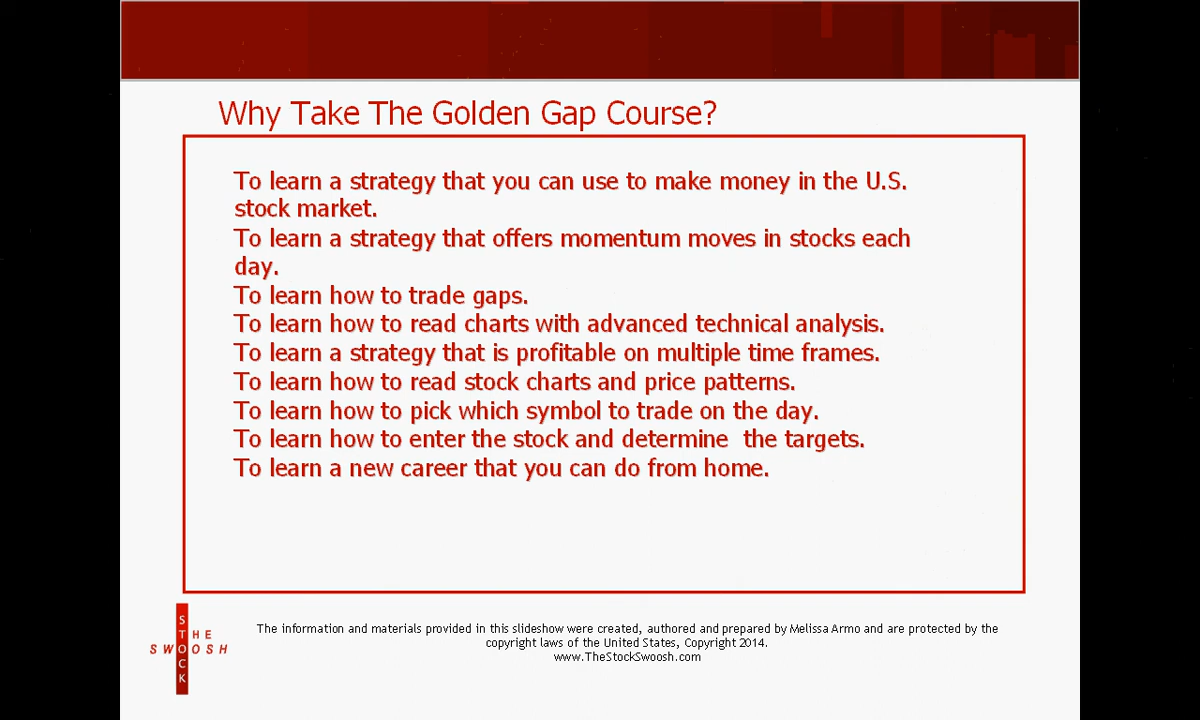 Why Take The Golden Gap Course?
To learn a strategy that you can use to make money in the U.S.
stock market.
To learn a strategy that offers momentum moves in stocks each
day.
To learn how to trade gaps.
To learn how to read charts with advanced technical analysis.
To learn a strategy that is profitable on multiple time frames.
To learn how to read stock charts and price patterns.
To learn how to pick which symbol to trade on the day.
To learn how to enter the stock and determine  the targets.
To learn a new career that you can do from home.
THE
STOCK
SWOOSH
The information and materials provided in this slideshow were created, authored and prepared by Melissa Armo and are protected by the
copyright laws of the United States, Copyright 2014.
www.TheStockSwoosh.com